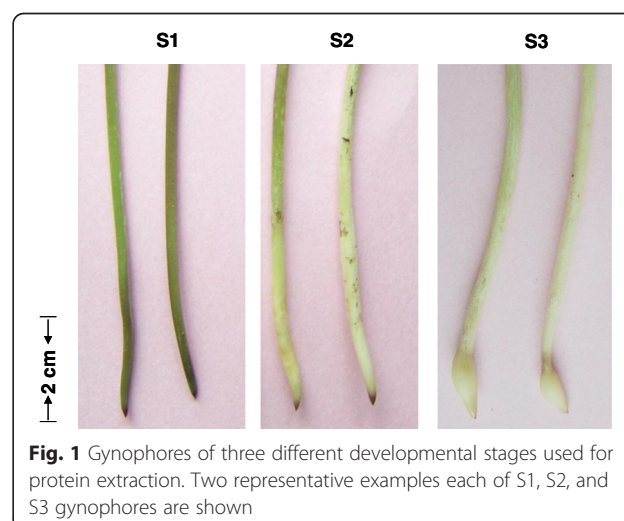 S1 S2 S3
2 cm
Fig. 1 Gynophores of three different developmental stages used for
protein extraction. Two representative examples each of S1, S2, and
S3 gynophores are shown